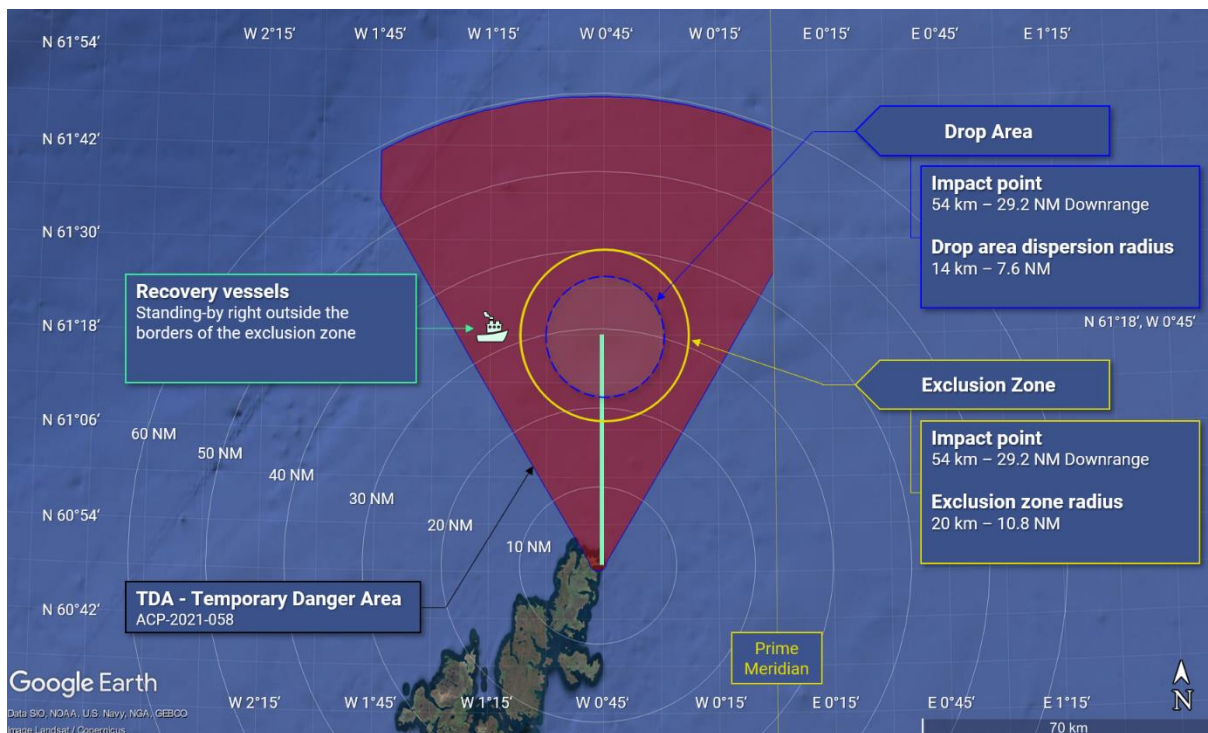 W 2°15′ W 1°45′ W 1°15′ W 0°45′ W 0°15′ E 0°15′ E 0°45′ E 1°15′
N 61°54′
N 61°42′
Drop Area
Impact point
54 km – 29.2 NM Downrange
Drop area dispersion radius
14 km – 7.6 NM
N 61°30′
Recovery vessels
Standing-by right outside the
borders of the exclusion zone
N 61°18′
N 61°18′, W 0°45′
Exclusion Zone
N 61°06′
Impact point
54 km – 29.2 NM Downrange
Exclusion zone radius
20 km – 10.8 NM
60 NM
50 NM
40 NM
30 NM
20 NM
10 NM
N 60°54′
TDA - Temporary Danger Area
ACP-2021-058
N 60°42′
Prime
Meridian
Google Earth
W 2°15′ W 1°45′ W 1°15′ W 0°45′ W 0°15′ E 0°15′ E 0°45′ E 1°15′
N
Data SIO, NOAA, U.S. Navy, NGA, GEBCO
Image Landsat / Copernicus
70 km